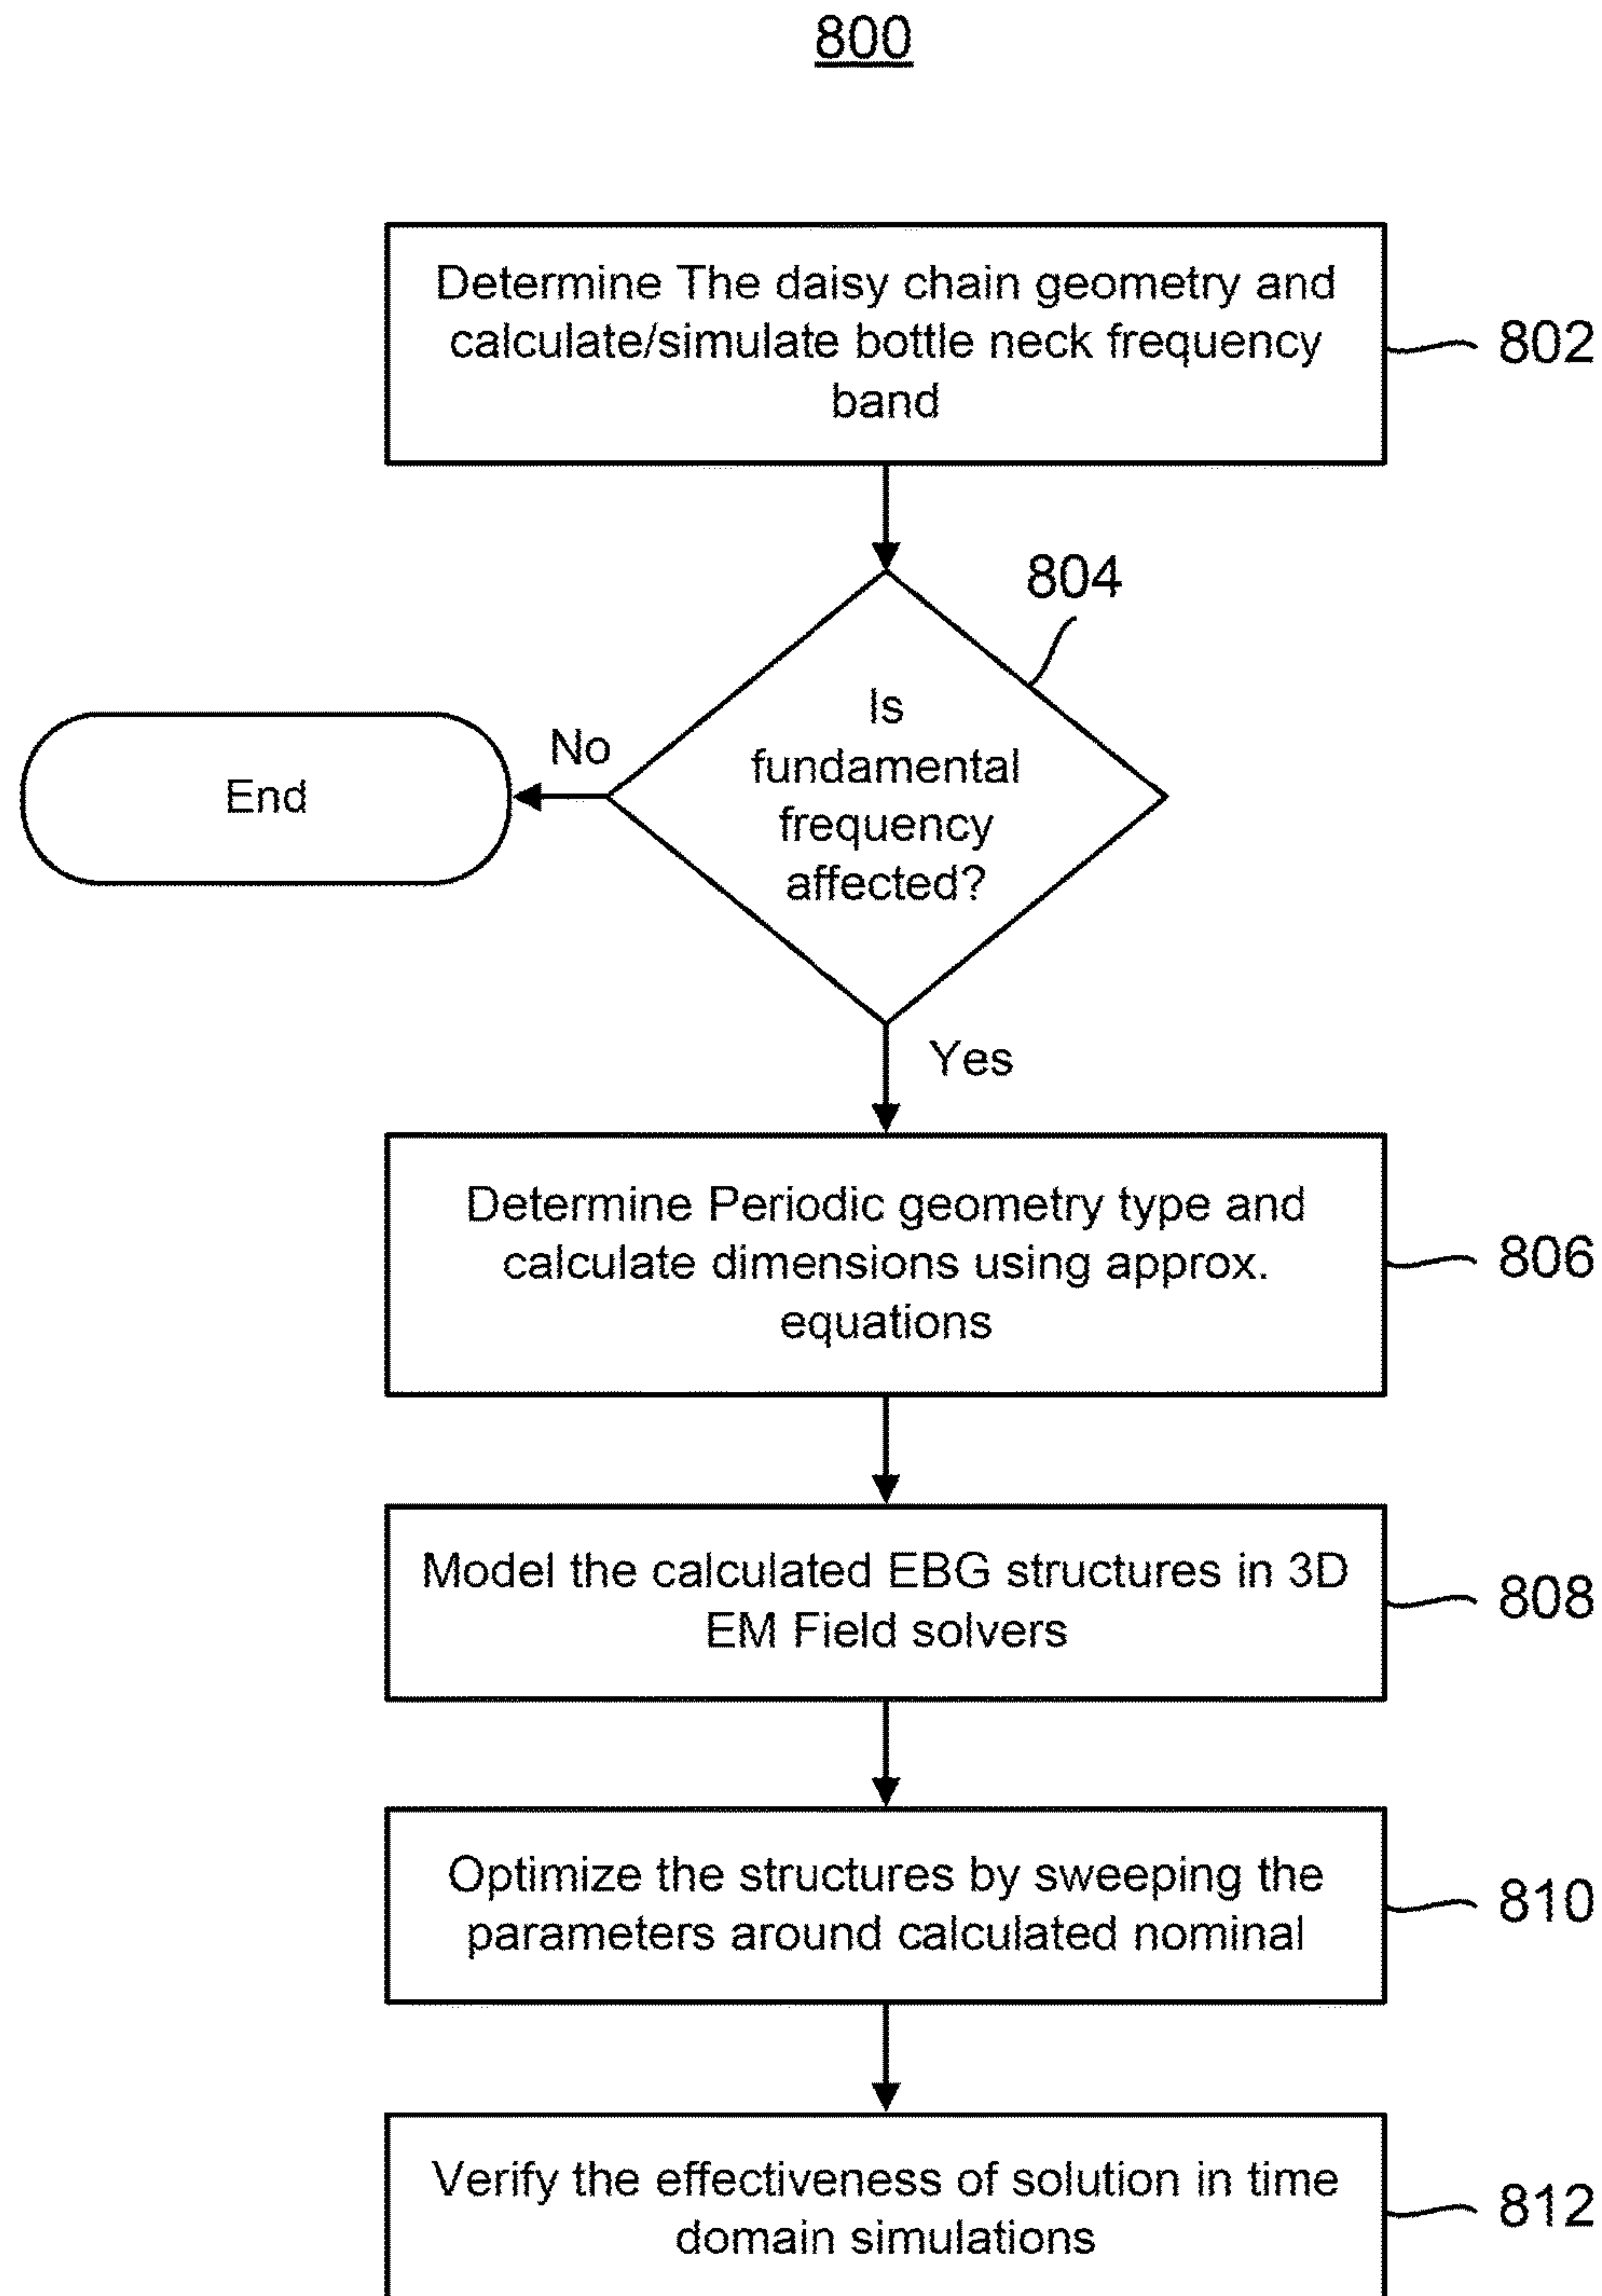 800
Determine The daisy chain geometry and
calculate/simulate bottle neck frequency
band
802
804
Is
fundamental
frequency
affected?
No
End
Yes
Determine Periodic geometry type and
calculate dimensions using approx.
equations
806
Model the calculated EBG structures in 3D
EM Field solvers
808
Optimize the structures by sweeping the
parameters around calculated nominal
810
Verify the effectiveness of solution in time
domain simulations
812